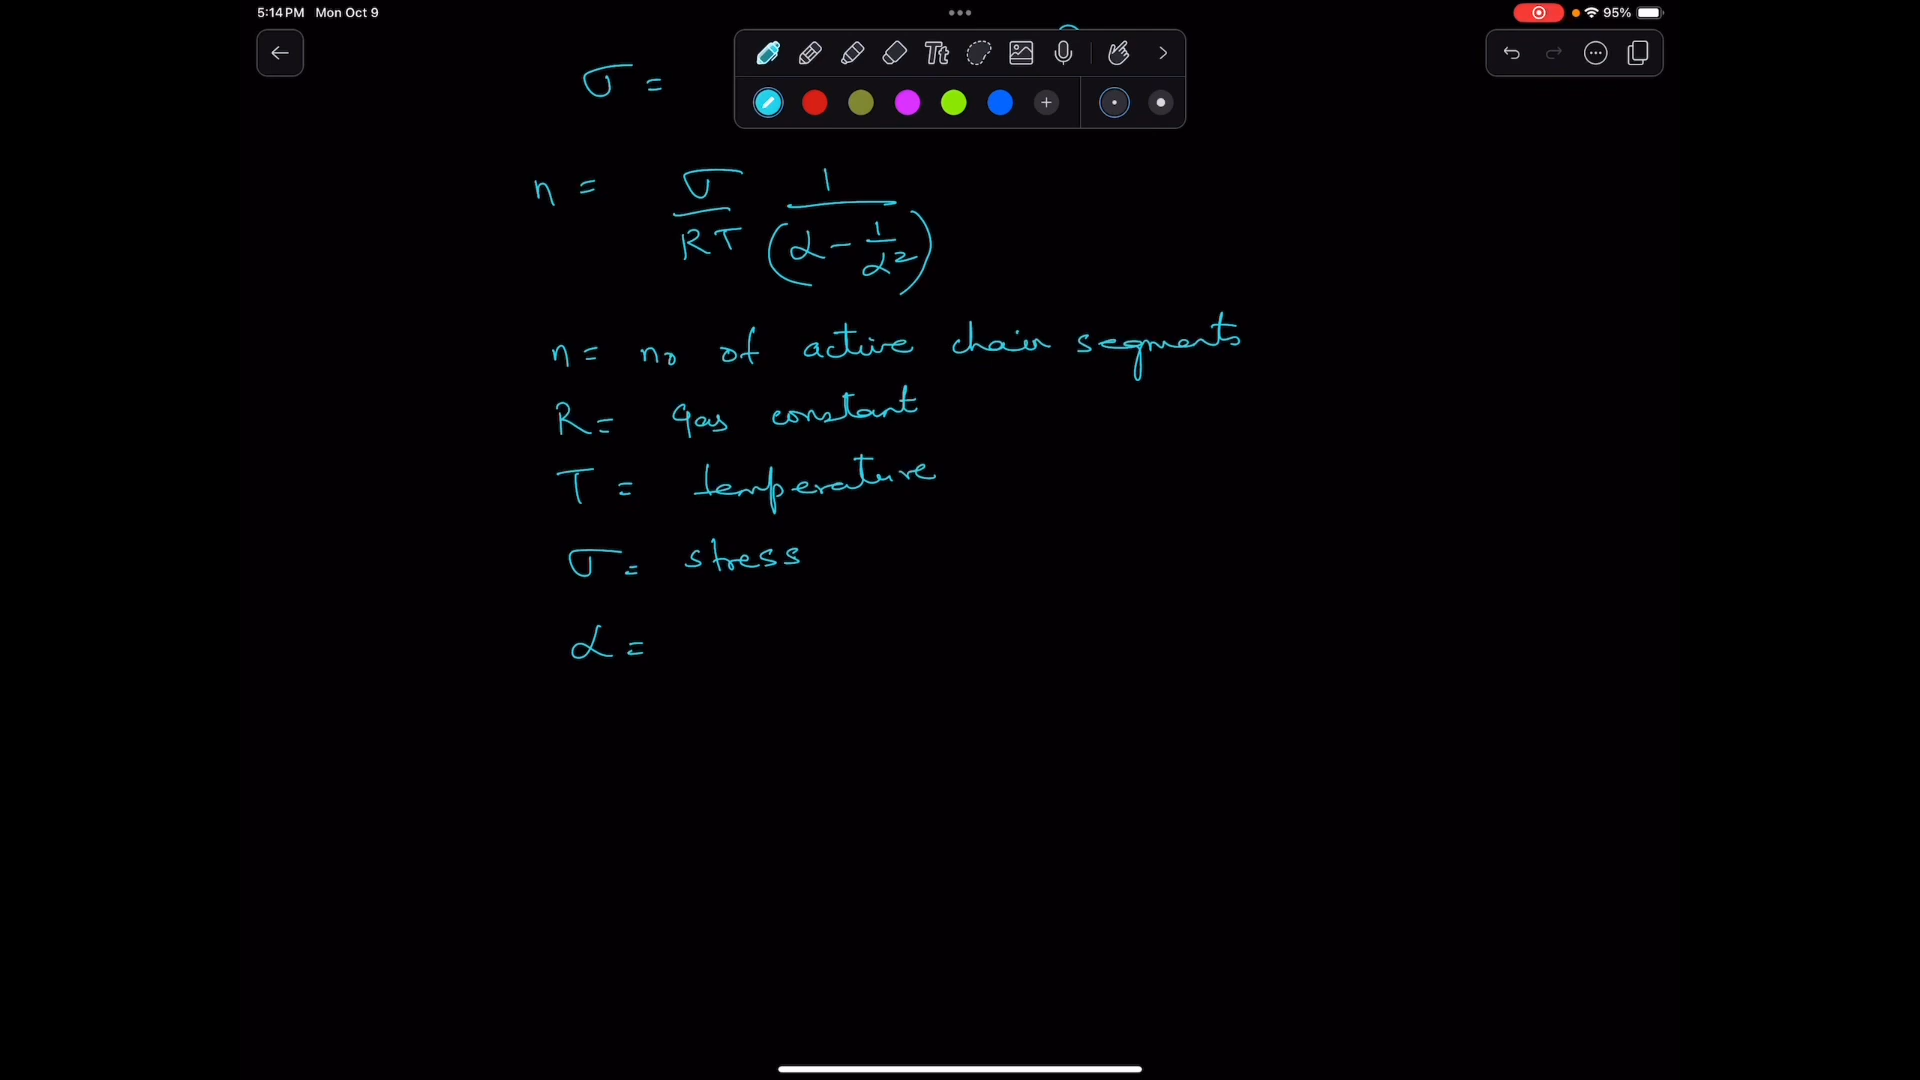 5:14 PM Mon Oct 9
95%
σ =
Tt
n = σ/RT 1/(α - 1/α²)
n = no of active chain segments
R = gas constant
T = temperature
σ = stress
α =